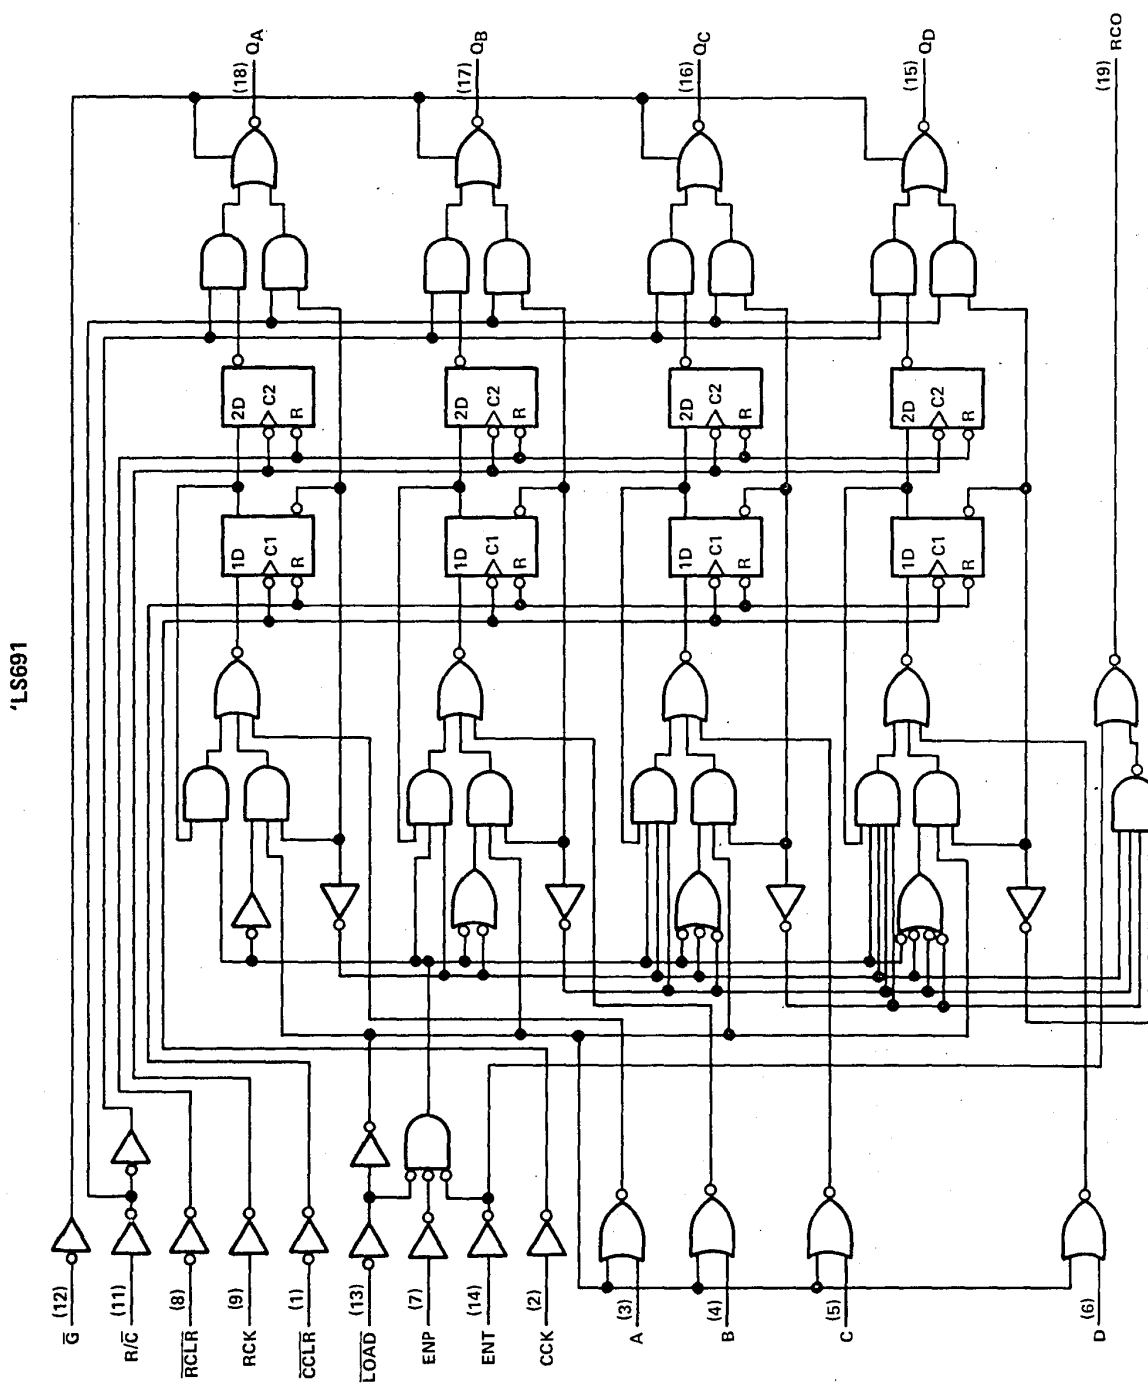 'LS691
G (12)
R/C (11)
RCLR (8)
RCK (9)
CCLR (1)
LOAD (13)
ENP (7)
ENT (14)
CCK (2)
(3) A
(4) B
(5) C
(6) D
1D C1 R
2D C2 R
(18) QA
1D C1 R
2D C2 R
(17) QB
1D C1 R
2D C2 R
(16) QC
1D C1 R
2D C2 R
(15) QD
(19) RCO